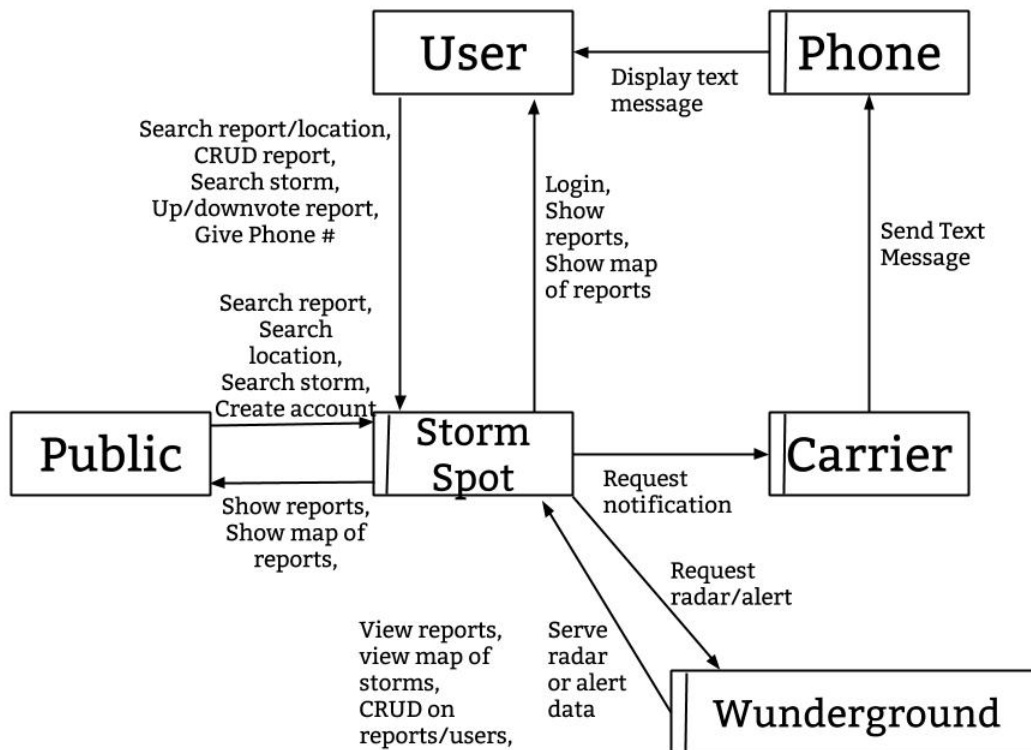 User
Phone
Display text
message
Search report/location,
CRUD report,
Search storm,
Up/downvote report,
Give Phone #
Login,
Show
reports,
Show map
of reports
Send Text
Message
Search report,
Search
location,
Search storm,
Create account
Public
Storm
Spot
Carrier
Request
notification
Show reports,
Show map of
reports,
Request
radar/alert
View reports,
view map of
storms,
CRUD on
reports/users,
Serve
radar
or alert
data
Wunderground